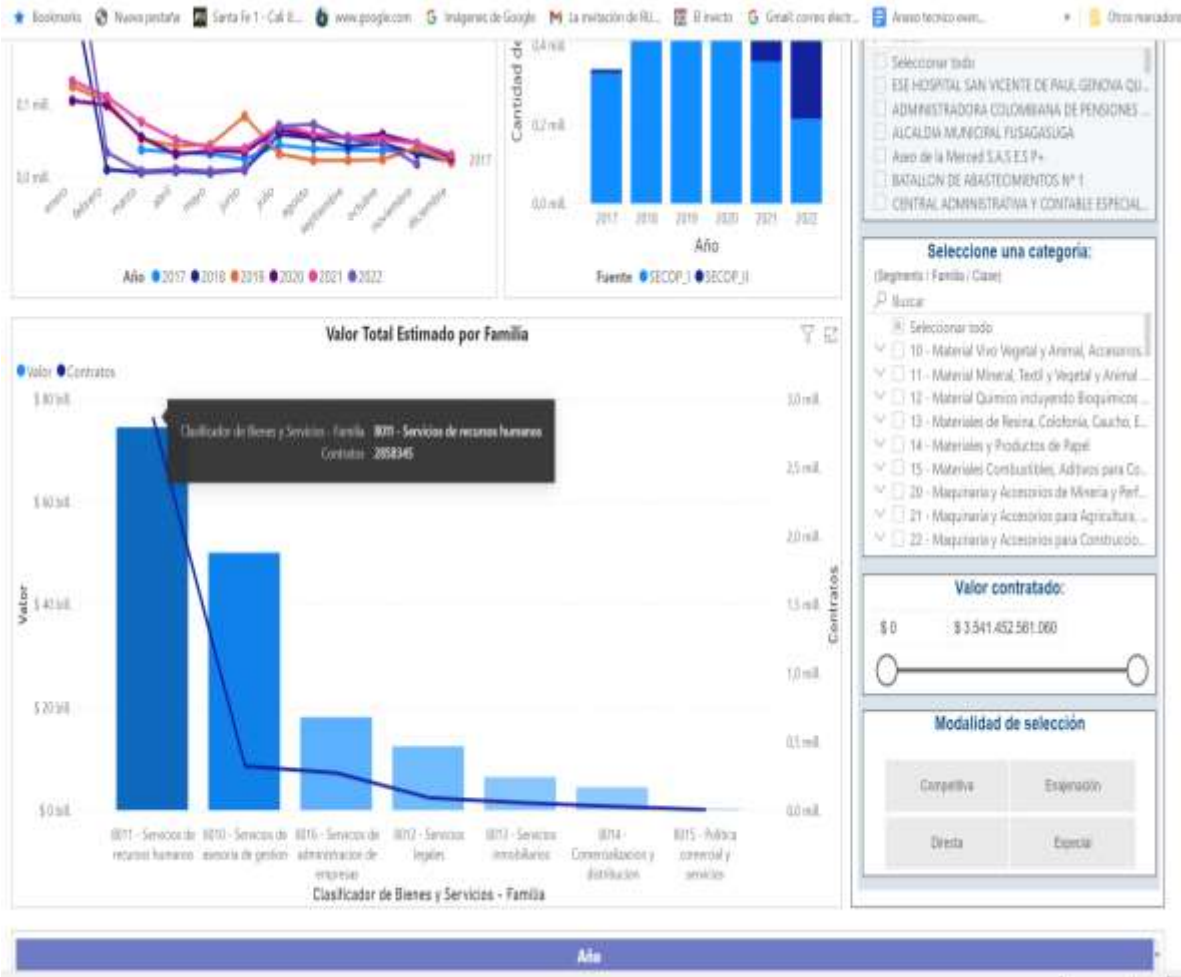 Bookmarks Nueva pestaña Santa Fe 1 - Cali 0... www.google.com Imágenes de Google La invitación de RU... El invicto Gmail: correo electr... Anexo tecnico even... Otros marcadores
0,1 mill.
0,0 mill.
enero febrero marzo abril mayo junio julio agosto septiembre octubre noviembre diciembre
2017
Año 2017 2018 2019 2020 2021 2022
Cantidad de
0,4 mill.
0,2 mill.
0,0 mill.
2017 2018 2019 2020 2021 2022
Año
Fuente SECOP_I SECOP_II
Seleccionar todo
ESE HOSPITAL SAN VICENTE DE PAUL GENOVA QU...
ADMINISTRADORA COLOMBIANA DE PENSIONES ...
ALCALDIA MUNICIPAL FUSAGASUGA
Aseo de la Merced S.A.S E.S P+
BATALLON DE ABASTECIMIENTOS Nº 1
CENTRAL ADMINISTRATIVA Y CONTABLE ESPECIAL...
Seleccione una categoría:
(Segmento / Familia / Clase)
Buscar
Seleccionar todo
10 - Material Vivo Vegetal y Animal, Accesorios...
11 - Material Mineral, Textil y Vegetal y Animal ...
12 - Material Quimico incluyendo Bioquimicos ...
13 - Materiales de Resina, Colofonia, Caucho, E...
14 - Materiales y Productos de Papel
15 - Materiales Combustibles, Aditivos para Co...
20 - Maquinaria y Accesorios de Mineria y Perf...
21 - Maquinaria y Accesorios para Agricultura, ...
22 - Maquinaria y Accesorios para Construccio...
Valor contratado:
$ 0 $ 3.541.452.561.060
Modalidad de selección
Competitiva Enajenación
Directa Especial
Valor Total Estimado por Familia
Valor Contratos
$ 80 bill.
$ 60 bill.
$ 40 bill.
$ 20 bill.
$ 0 bill.
Valor
Clasificador de Bienes y Servicios - Familia 8011 - Servicios de recursos humanos
Contratos 2858345
3,0 mill.
2,5 mill.
2,0 mill.
1,5 mill.
1,0 mill.
0,5 mill.
0,0 mill.
Contratos
8011 - Servicios de recursos humanos
8010 - Servicios de asesoria de gestion
8016 - Servicios de administracion de empresas
8012 - Servicios legales
8013 - Servicios inmobiliarios
8014 - Comercializacion y distribucion
8015 - Politica comercial y servicios
Clasificador de Bienes y Servicios - Familia
Año